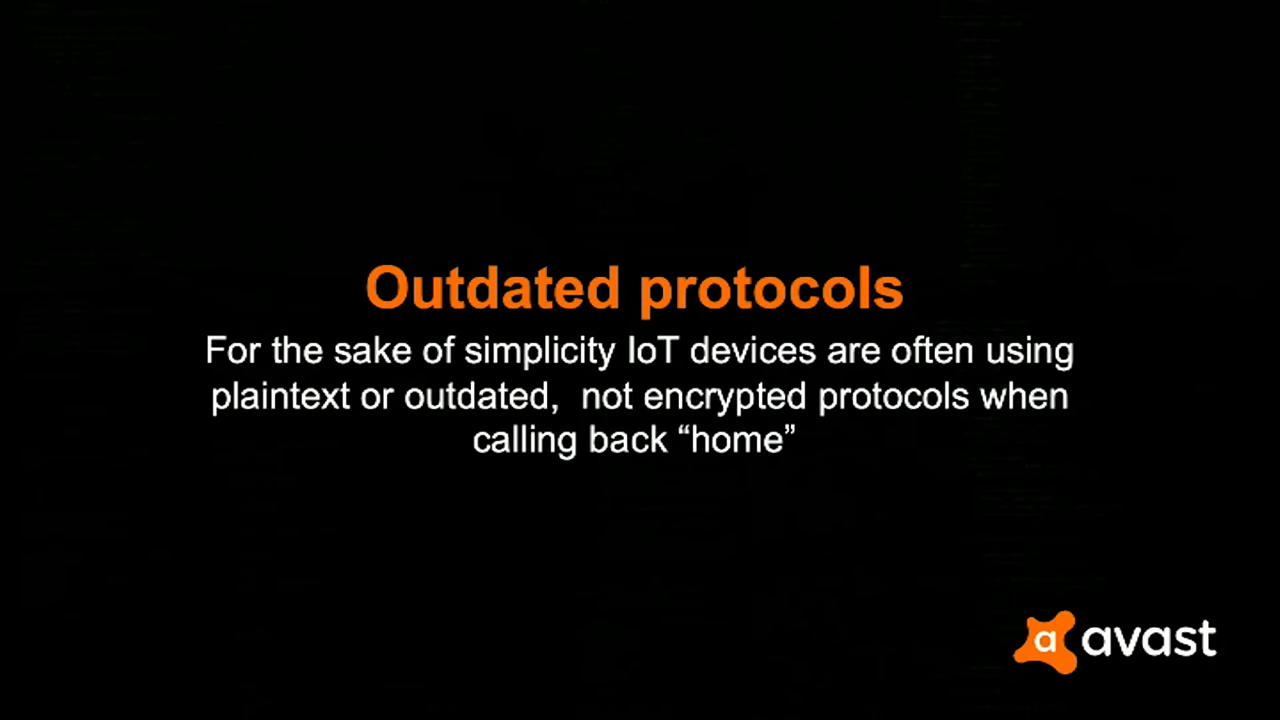 Outdated protocols
For the sake of simplicity IoT devices are often using
plaintext or outdated,  not encrypted protocols when
calling back “home”
a avast